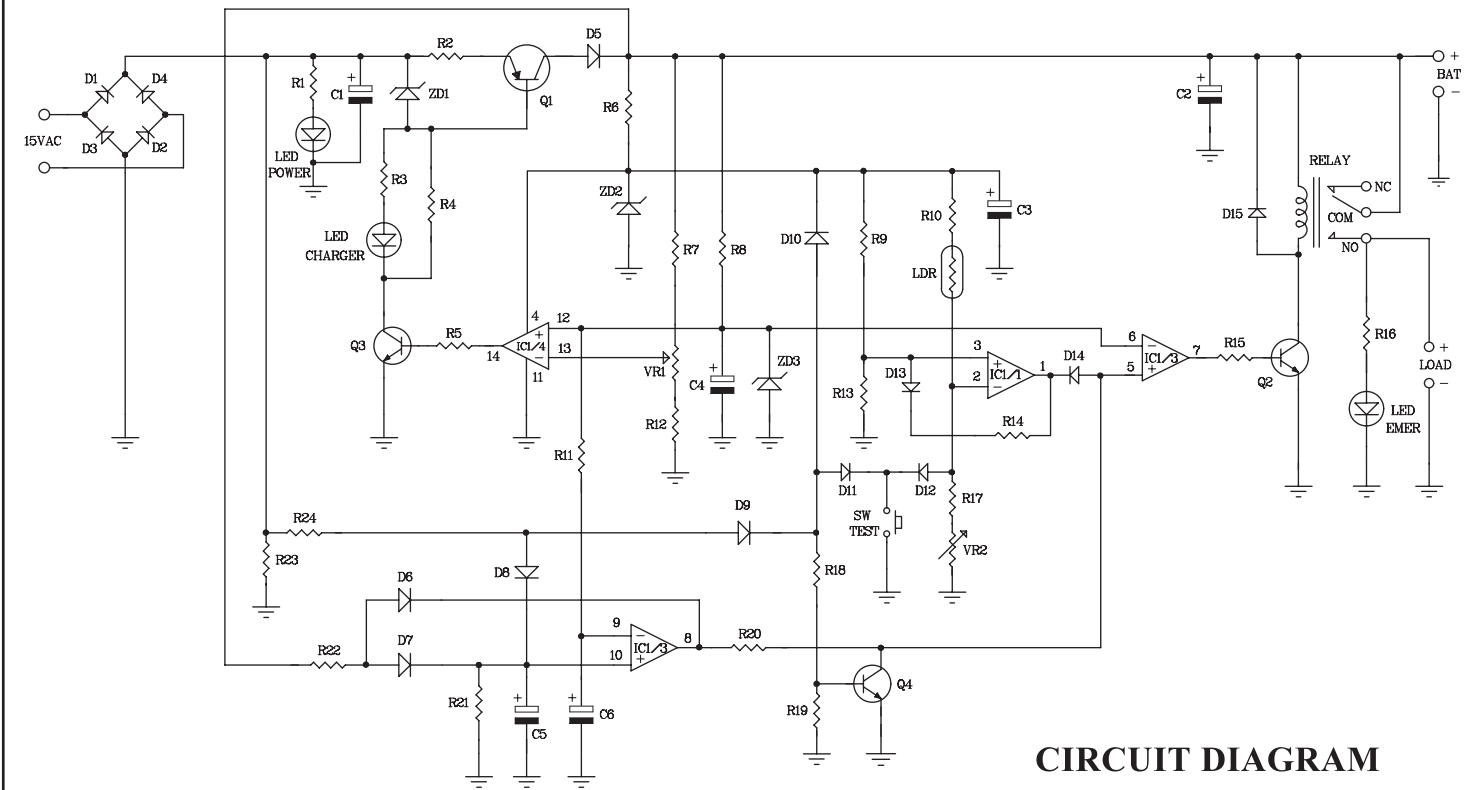 D5
R2
D1
D4
R1
+
C1
ZD1
Q1
R6
C2
+
+
BAT
−
15VAC
D3
D2
LED
POWER
R3
R4
ZD2
RELAY
NC
COM
NO
D15
R10
+
C3
LED
CHARGER
R7
R8
D10
R9
LDR
4
12
+
IC1/4
−
14
13
11
Q3
R5
VR1
+
C4
ZD3
3
+
IC1/1
−
2
1
D13
D14
R13
R14
6
−
IC1/3
+
5
7
R15
Q2
R16
+
LOAD
−
LED
EMER
R12
R11
D11
D12
R17
SW
TEST
VR2
R24
D9
R23
D8
R18
D6
D7
R22
9
−
IC1/3
+
10
8
R20
R21
+
C5
+
C6
R19
Q4
CIRCUIT DIAGRAM